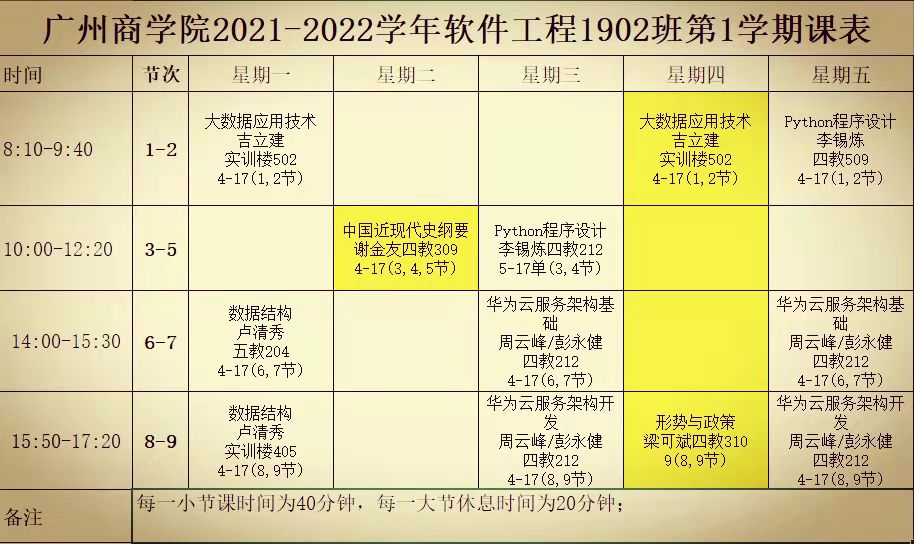 广州商学院2021-2022学年软件工程1902班第1学期课表
时间 节次 星期一 星期二 星期三 星期四 星期五
8:10-9:40
1-2
大数据应用技术
吉立建
实训楼502
4-17(1,2节)
大数据应用技术
吉立建
实训楼502
4-17(1,2节)
Python程序设计
李锡炼
四教509
4-17(1,2节)
10:00-12:20
3-5
中国近现代史纲要
谢金友四教309
4-17(3,4,5节)
Python程序设计
李锡炼四教212
5-17单(3,4节)
14:00-15:30
6-7
数据结构
卢清秀
五教204
4-17(6,7节)
华为云服务架构基
础
周云峰/彭永健
四教212
4-17(6,7节)
华为云服务架构基
础
周云峰/彭永健
四教212
4-17(6,7节)
15:50-17:20
8-9
数据结构
卢清秀
实训楼405
4-17(8,9节)
华为云服务架构开
发
周云峰/彭永健
四教212
4-17(8,9节)
形势与政策
梁可斌四教310
9(8,9节)
华为云服务架构开
发
周云峰/彭永健
四教212
4-17(8,9节)
备注
每一小节课时间为40分钟，每一大节休息时间为20分钟；